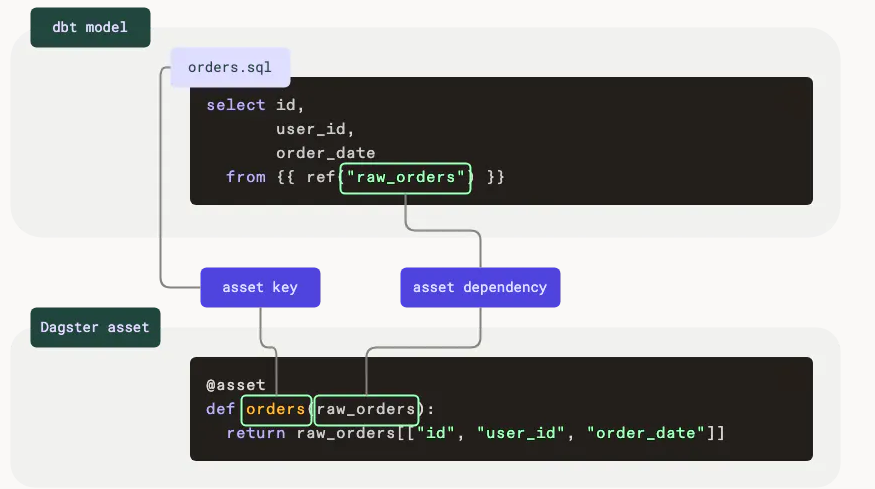 dbt model
orders.sql
select id,
user_id,
order_date
from {{ ref("raw_orders") }}
asset key
asset dependency
Dagster asset
@asset
def orders(raw_orders):
return raw_orders[["id", "user_id", "order_date"]]